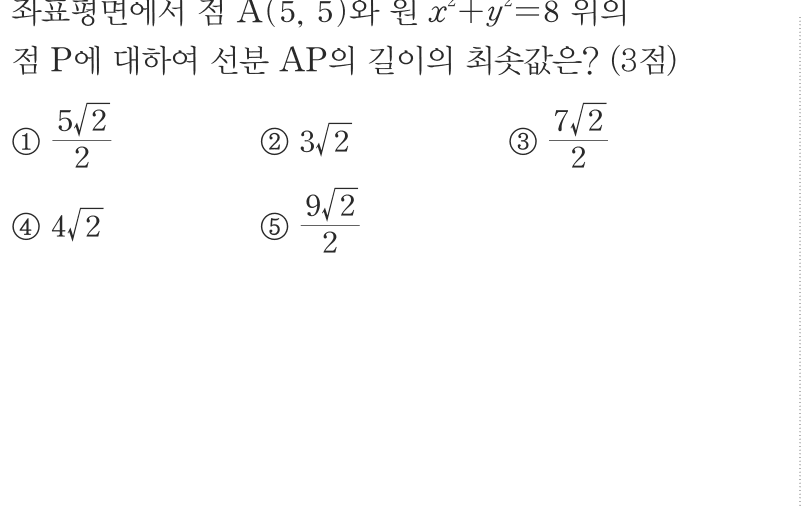 좌표평면에서 점 A(5, 5)와 원 x²+y²=8 위의
점 P에 대하여 선분 AP의 길이의 최솟값은? (3점)
① 5√2/2 ② 3√2 ③ 7√2/2
④ 4√2 ⑤ 9√2/2